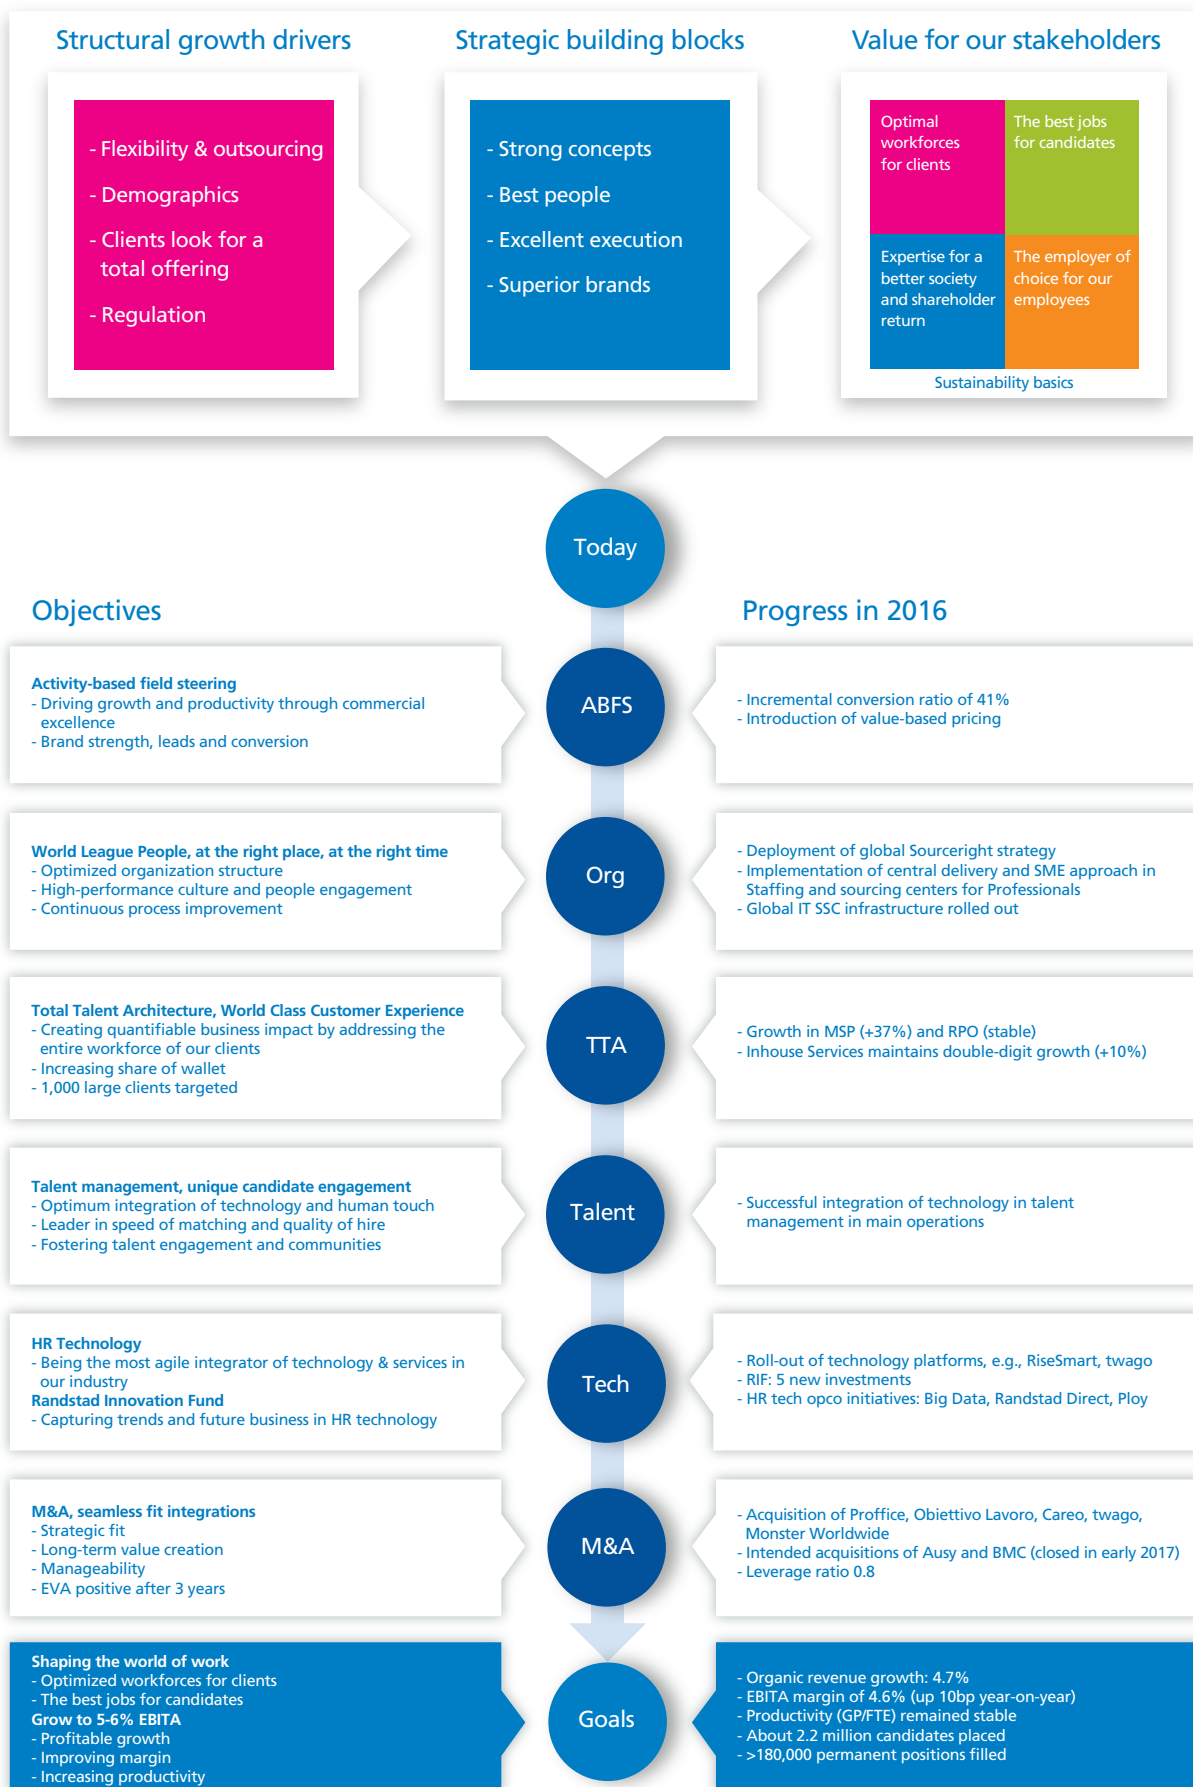 Structural growth drivers
- Flexibility & outsourcing
- Demographics
- Clients look for a
total offering
- Regulation
Strategic building blocks
- Strong concepts
- Best people
- Excellent execution
- Superior brands
Value for our stakeholders
Optimal
workforces
for clients
The best jobs
for candidates
Expertise for a
better society
and shareholder
return
The employer of
choice for our
employees
Sustainability basics
Today
Objectives
Progress in 2016
Activity-based field steering
- Driving growth and productivity through commercial
excellence
- Brand strength, leads and conversion
ABFS
- Incremental conversion ratio of 41%
- Introduction of value-based pricing
World League People, at the right place, at the right time
- Optimized organization structure
- High-performance culture and people engagement
- Continuous process improvement
Org
- Deployment of global Sourceright strategy
- Implementation of central delivery and SME approach in
Staffing and sourcing centers for Professionals
- Global IT SSC infrastructure rolled out
Total Talent Architecture, World Class Customer Experience
- Creating quantifiable business impact by addressing the
entire workforce of our clients
- Increasing share of wallet
- 1,000 large clients targeted
TTA
- Growth in MSP (+37%) and RPO (stable)
- Inhouse Services maintains double-digit growth (+10%)
Talent management, unique candidate engagement
- Optimum integration of technology and human touch
- Leader in speed of matching and quality of hire
- Fostering talent engagement and communities
Talent
- Successful integration of technology in talent
management in main operations
HR Technology
- Being the most agile integrator of technology & services in
our industry
Randstad Innovation Fund
- Capturing trends and future business in HR technology
Tech
- Roll-out of technology platforms, e.g., RiseSmart, twago
- RIF: 5 new investments
- HR tech opco initiatives: Big Data, Randstad Direct, Ploy
M&A, seamless fit integrations
- Strategic fit
- Long-term value creation
- Manageability
- EVA positive after 3 years
M&A
- Acquisition of Proffice, Obiettivo Lavoro, Careo, twago,
Monster Worldwide
- Intended acquisitions of Ausy and BMC (closed in early 2017)
- Leverage ratio 0.8
Shaping the world of work
- Optimized workforces for clients
- The best jobs for candidates
Grow to 5-6% EBITA
- Profitable growth
- Improving margin
- Increasing productivity
Goals
- Organic revenue growth: 4.7%
- EBITA margin of 4.6% (up 10bp year-on-year)
- Productivity (GP/FTE) remained stable
- About 2.2 million candidates placed
- >180,000 permanent positions filled